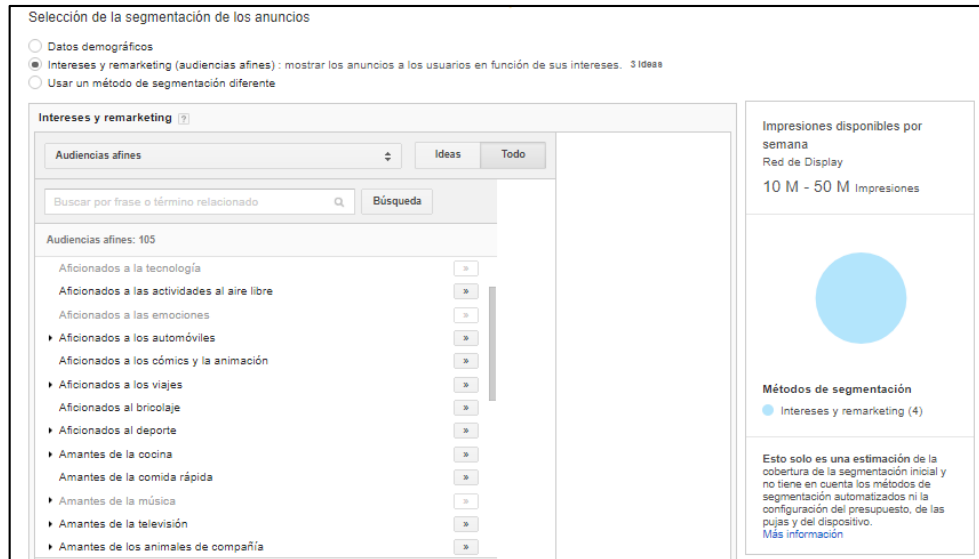 Selección de la segmentación de los anuncios
Datos demográficos
Intereses y remarketing (audiencias afines) : mostrar los anuncios a los usuarios en función de sus intereses. 3 Ideas
Usar un método de segmentación diferente
Intereses y remarketing ?
Audiencias afines
Ideas
Todo
Buscar por frase o término relacionado
Búsqueda
Audiencias afines: 105
Aficionados a la tecnología »
Aficionados a las actividades al aire libre »
Aficionados a las emociones »
Aficionados a los automóviles »
Aficionados a los cómics y la animación »
Aficionados a los viajes »
Aficionados al bricolaje »
Aficionados al deporte »
Amantes de la cocina »
Amantes de la comida rápida »
Amantes de la música »
Amantes de la televisión »
Amantes de los animales de compañía »
Impresiones disponibles por
semana
Red de Display
10 M - 50 M Impresiones
Métodos de segmentación
Intereses y remarketing (4)
Esto solo es una estimación de la
cobertura de la segmentación inicial y
no tiene en cuenta los métodos de
segmentación automatizados ni la
configuración del presupuesto, de las
pujas y del dispositivo.
Más información